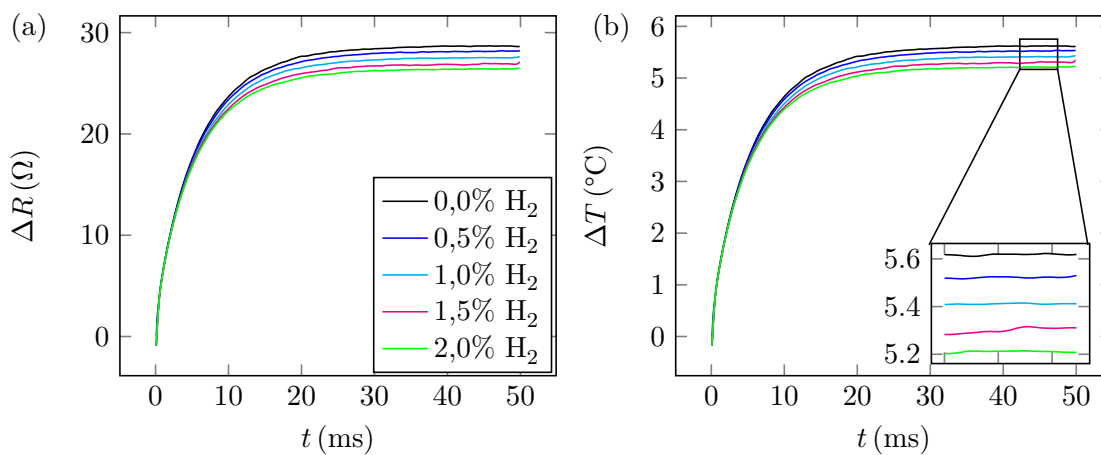 (a)
30
20
10
0
ΔR (Ω)
0 10 20 30 40 50
t (ms)
0,0% H₂
0,5% H₂
1,0% H₂
1,5% H₂
2,0% H₂
(b)
6
5
4
3
2
1
0
ΔT (°C)
0 10 20 30 40 50
t (ms)
5.6
5.4
5.2